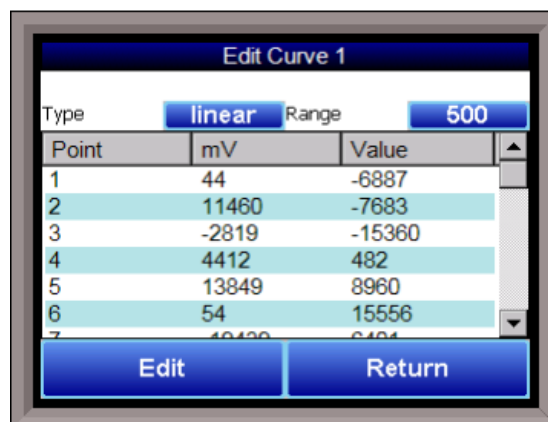 Edit Curve 1
Type linear Range 500
Point mV Value
1 44 -6887
2 11460 -7683
3 -2819 -15360
4 4412 482
5 13849 8960
6 54 15556
Edit Return